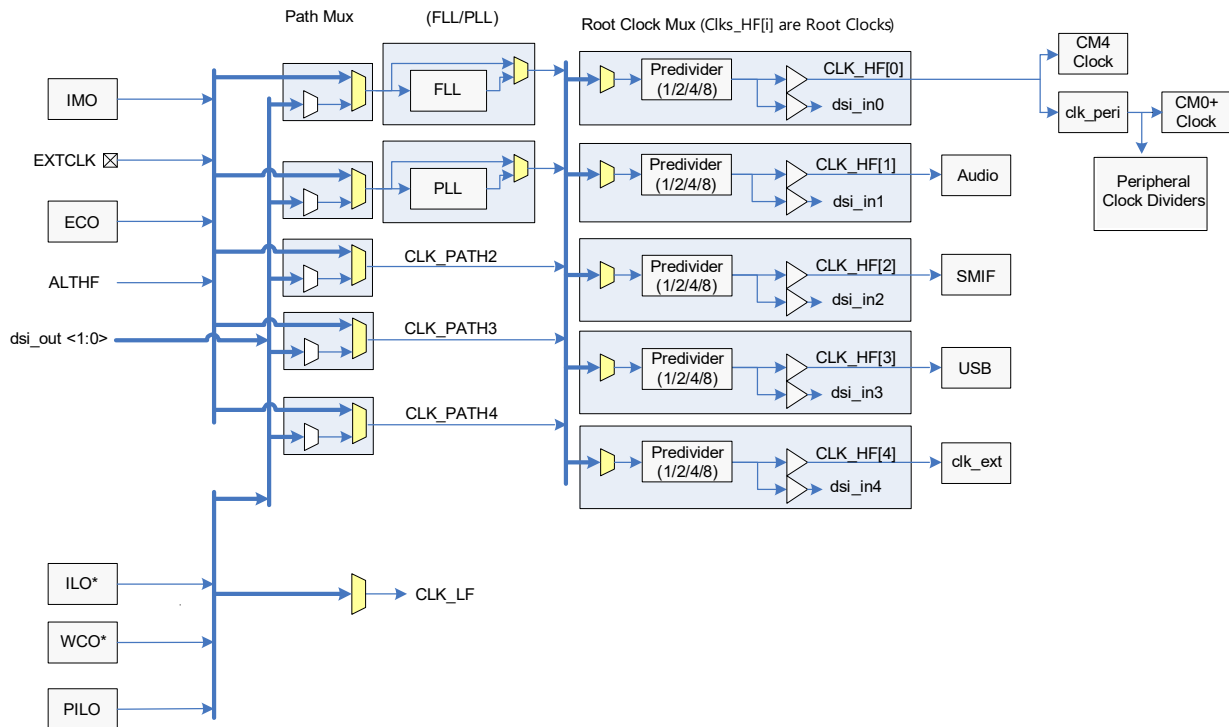 Path Mux
(FLL/PLL)
Root Clock Mux (Clks_HF[i] are Root Clocks)
IMO
EXTCLK
ECO
ALTHF
dsi_out <1:0>
ILO*
WCO*
PILO
FLL
PLL
CLK_PATH2
CLK_PATH3
CLK_PATH4
CLK_LF
Predivider
(1/2/4/8)
CLK_HF[0]
dsi_in0
Predivider
(1/2/4/8)
CLK_HF[1]
dsi_in1
Predivider
(1/2/4/8)
CLK_HF[2]
dsi_in2
Predivider
(1/2/4/8)
CLK_HF[3]
dsi_in3
Predivider
(1/2/4/8)
CLK_HF[4]
dsi_in4
CM4
Clock
clk_peri
CM0+
Clock
Peripheral
Clock Dividers
Audio
SMIF
USB
clk_ext